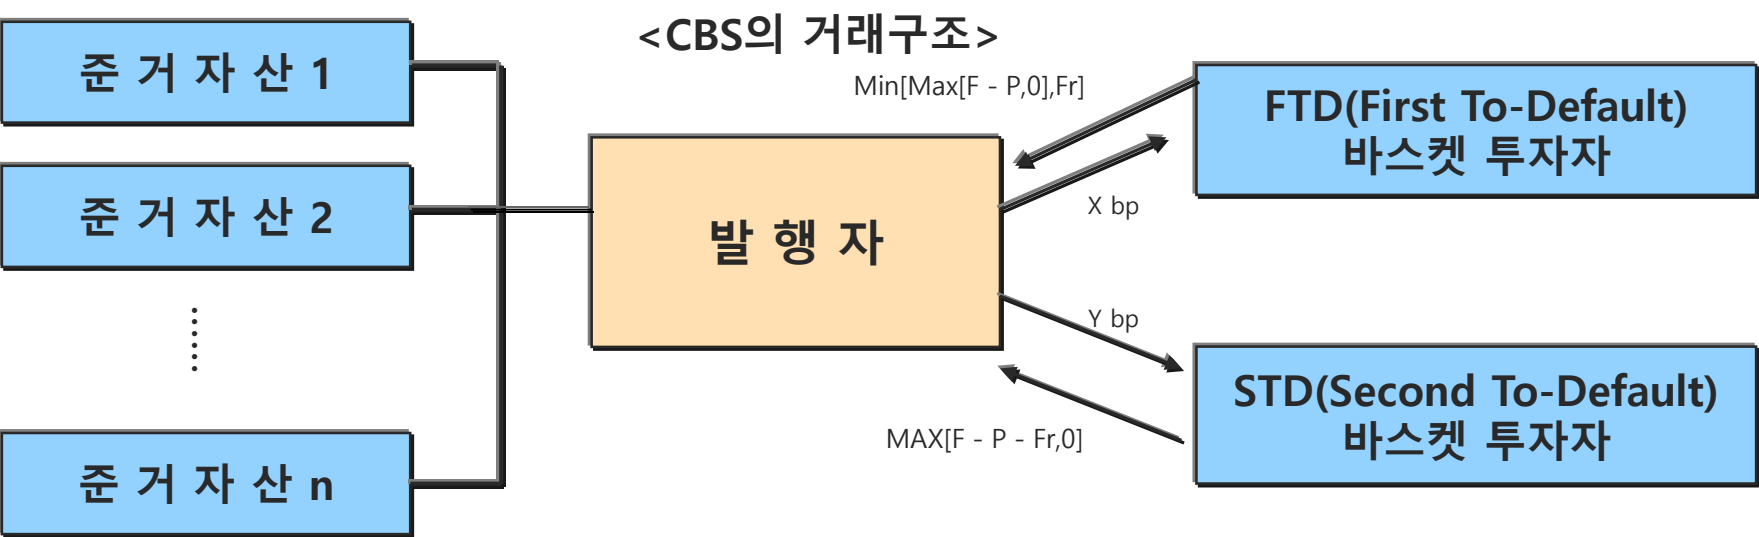 <CBS의 거래구조>
준 거 자 산 1
준 거 자 산 2
⋮
준 거 자 산 n
발 행 자
Min[Max[F - P,0],Fr]
X bp
Y bp
MAX[F - P - Fr,0]
FTD(First To-Default)
바스켓 투자자
STD(Second To-Default)
바스켓 투자자